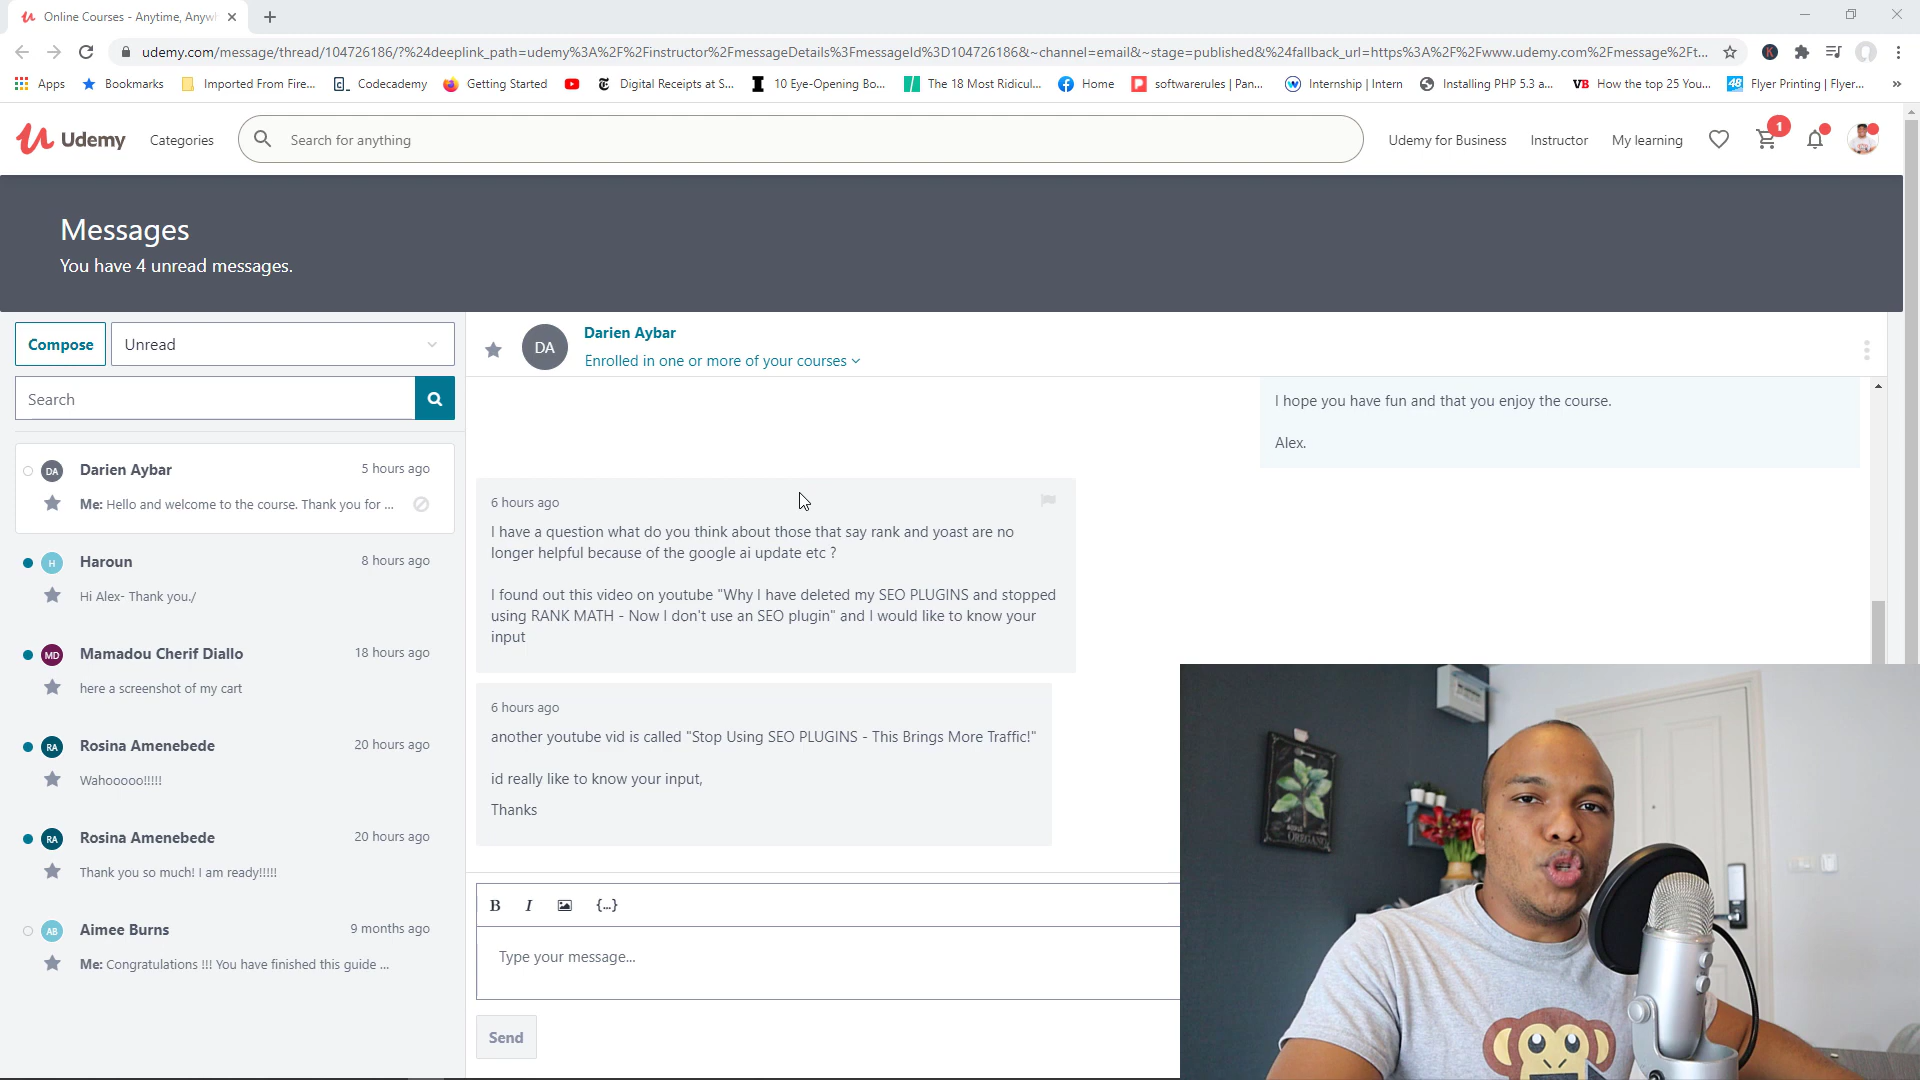 Online Courses - Anytime, Anywh
udemy.com/message/thread/104726186/?%24deeplink_path=udemy%3A%2F%2Finstructor%2FmessageDetails%3FmessageId%3D104726186&~channel=email&~stage=published&%24fallback_url=https%3A%2F%2Fwww.udemy.com%2Fmessage%2Ft...
Apps Bookmarks Imported From Fire... Codecademy Getting Started Digital Receipts at S... 10 Eye-Opening Bo... The 18 Most Ridicul... Home softwarerules | Pan... Internship | Intern Installing PHP 5.3 a... How the top 25 You... Flyer Printing | Flyer...
Udemy Categories Search for anything Udemy for Business Instructor My learning 1
Messages
You have 4 unread messages.
Compose Unread
Search
DA Darien Aybar 5 hours ago
Me: Hello and welcome to the course. Thank you for ...
H Haroun 8 hours ago
Hi Alex- Thank you./
MD Mamadou Cherif Diallo 18 hours ago
here a screenshot of my cart
RA Rosina Amenebede 20 hours ago
Wahooooo!!!!!
RA Rosina Amenebede 20 hours ago
Thank you so much! I am ready!!!!!
AB Aimee Burns 9 months ago
Me: Congratulations !!! You have finished this guide ...
DA Darien Aybar
Enrolled in one or more of your courses
I hope you have fun and that you enjoy the course.
Alex.
6 hours ago
I have a question what do you think about those that say rank and yoast are no
longer helpful because of the google ai update etc ?
I found out this video on youtube "Why I have deleted my SEO PLUGINS and stopped
using RANK MATH - Now I don't use an SEO plugin" and I would like to know your
input
6 hours ago
another youtube vid is called "Stop Using SEO PLUGINS - This Brings More Traffic!"
id really like to know your input,
Thanks
B I {...}
Type your message...
Send
OREGANO